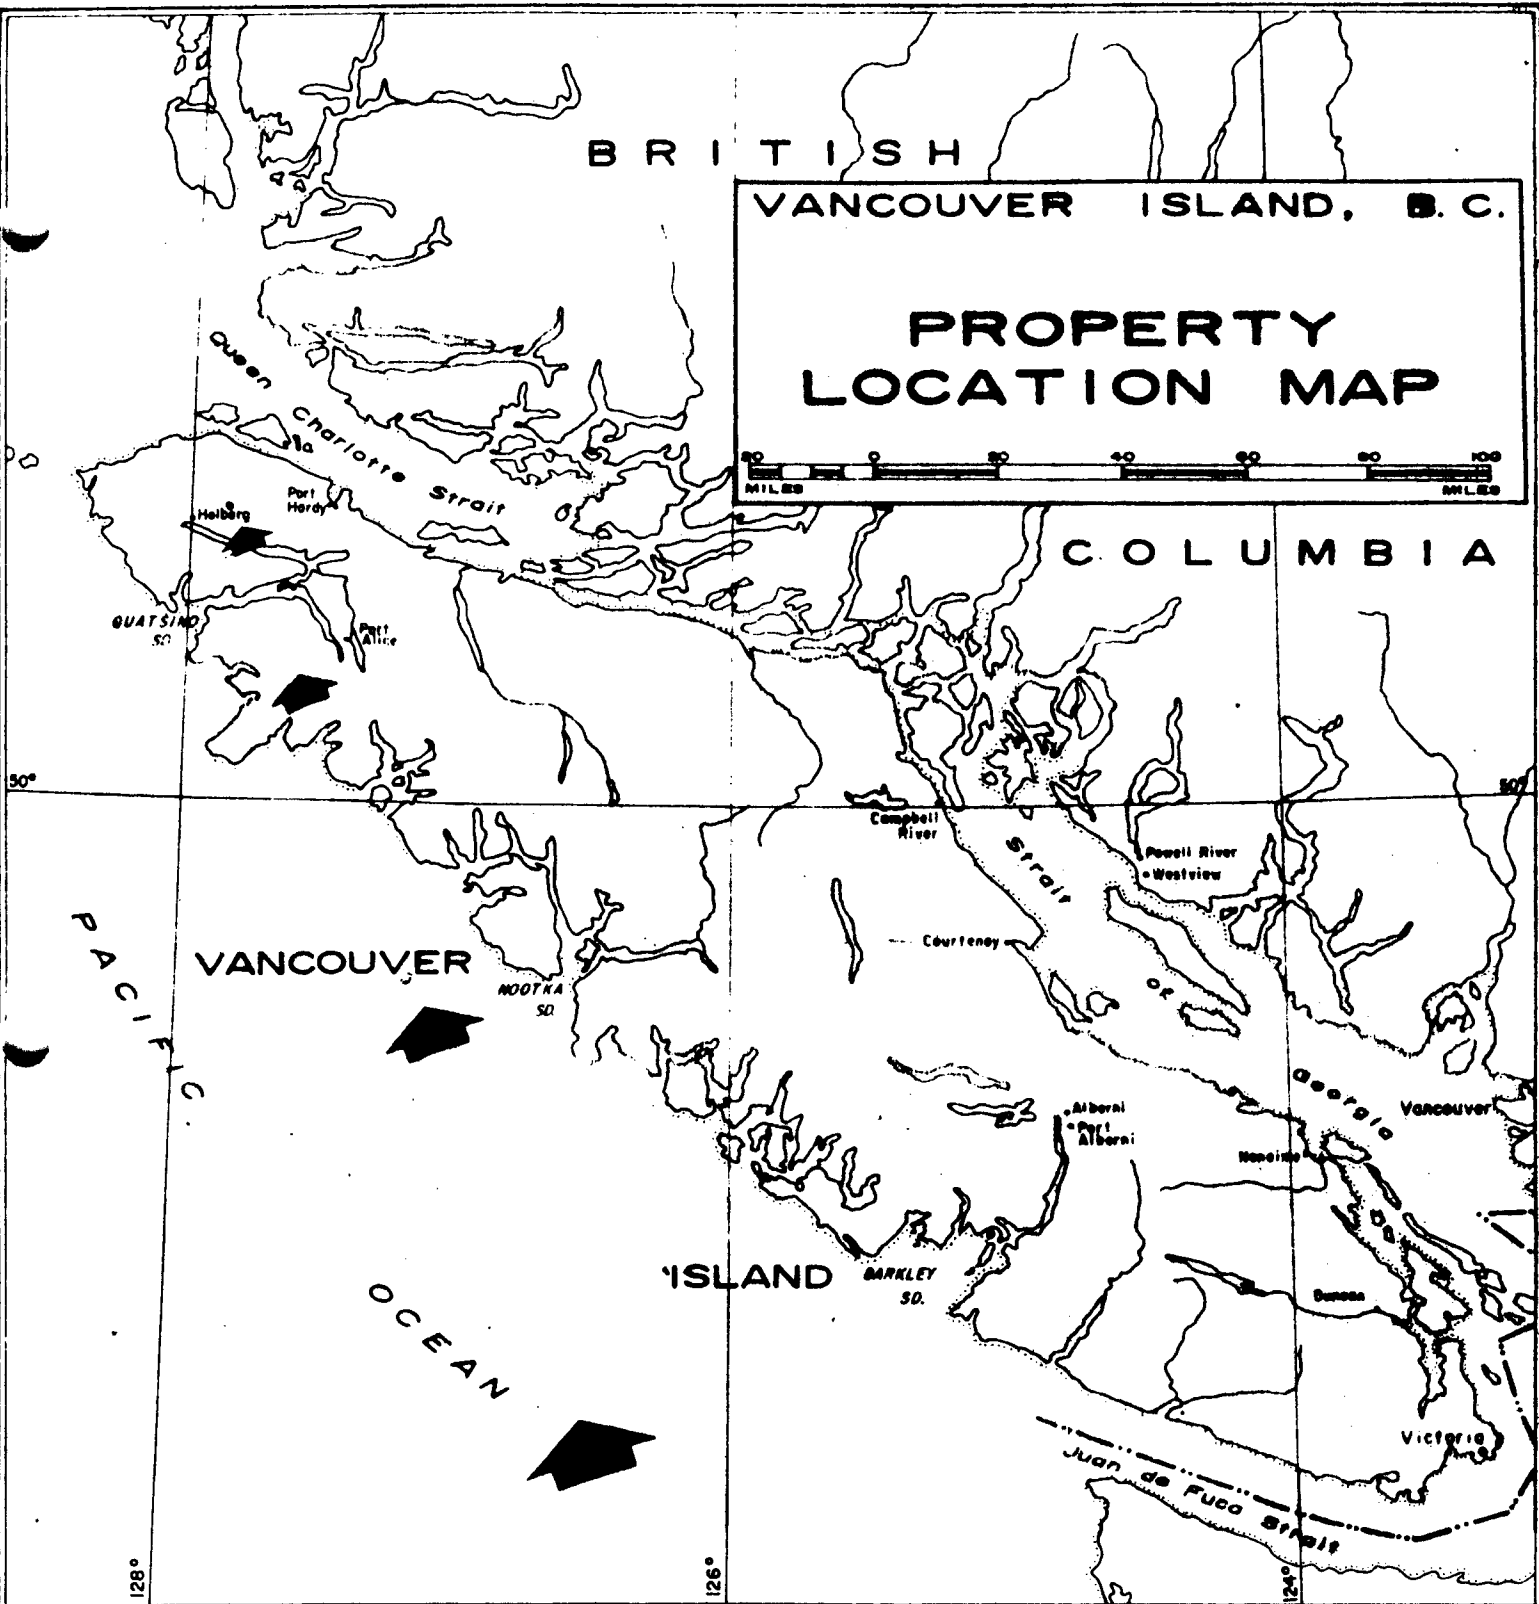 BRITISH
VANCOUVER ISLAND, B.C.
PROPERTY
LOCATION MAP
20 0 20 40 60 80 100
MILES MILES
Queen Charlotte Strait
COLUMBIA
Holberg
Port
Hardy
QUATSINO
SD.
Port
Alice
50° 50°
Campbell
River
Powell River
Westview
Strait of Georgia
Courtenay
PACIFIC
VANCOUVER
NOOTKA
SD.
Alberni
Port
Alberni
Vancouver
Nanaimo
ISLAND
BARKLEY
SD.
Duncan
OCEAN
Victoria
Juan de Fuca Strait
128° 126° 124°